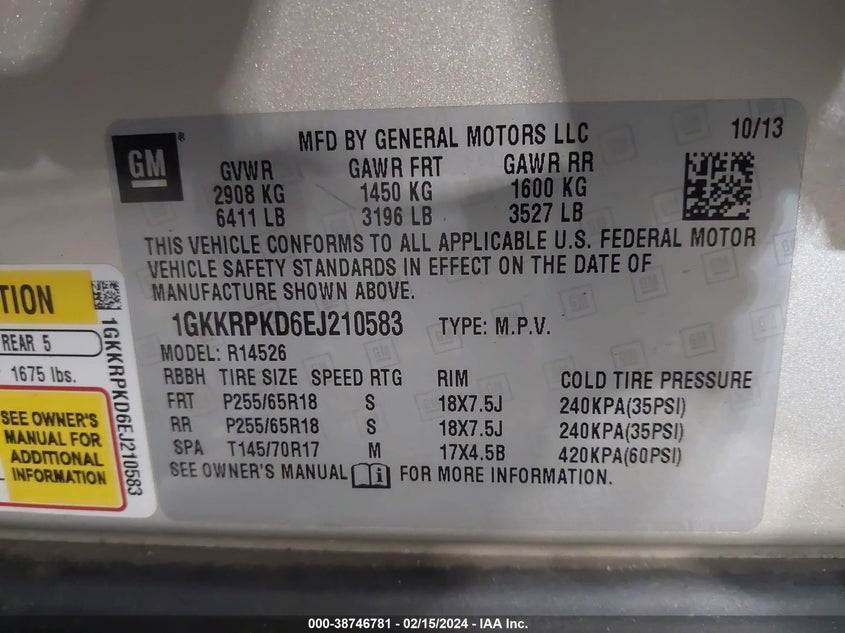 GM ®
MFD BY GENERAL MOTORS LLC 10/13
GVWR GAWR FRT GAWR RR
2908 KG 1450 KG 1600 KG
6411 LB 3196 LB 3527 LB
THIS VEHICLE CONFORMS TO ALL APPLICABLE U.S. FEDERAL MOTOR
VEHICLE SAFETY STANDARDS IN EFFECT ON THE DATE OF
MANUFACTURE SHOWN ABOVE.
1GKKRPKD6EJ210583 TYPE: M.P.V.
MODEL: R14526
RBBH TIRE SIZE SPEED RTG RIM COLD TIRE PRESSURE
FRT P255/65R18 S 18X7.5J 240KPA(35PSI)
RR P255/65R18 S 18X7.5J 240KPA(35PSI)
SPA T145/70R17 M 17X4.5B 420KPA(60PSI)
SEE OWNER'S MANUAL i FOR MORE INFORMATION.
REAR 5
1675 lbs.
SEE OWNER'S
MANUAL FOR
ADDITIONAL
INFORMATION
1GKKRPKD6EJ210583
000-38746781 - 02/15/2024 - IAA Inc.